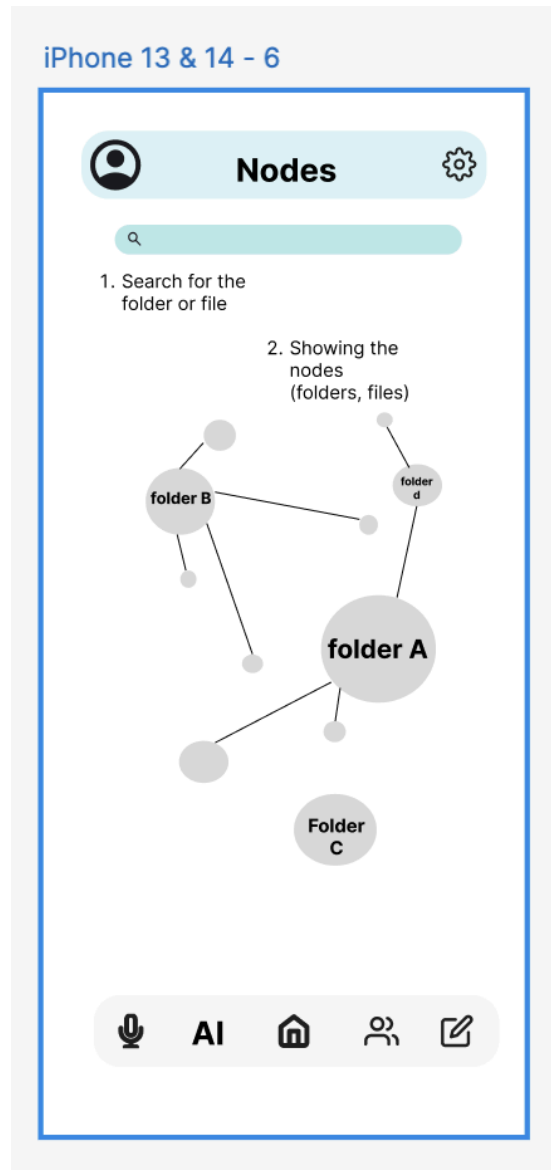 iPhone 13 & 14 - 6
Nodes
1. Search for the
folder or file
2. Showing the
nodes
(folders, files)
folder B
folder
d
folder A
Folder
C
AI